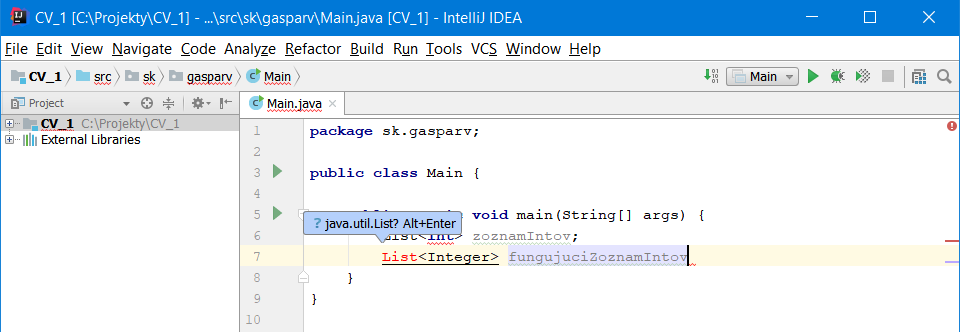 CV_1 [C:\Projekty\CV_1] - ...\src\sk\gasparv\Main.java [CV_1] - IntelliJ IDEA
File Edit View Navigate Code Analyze Refactor Build Run Tools VCS Window Help
CV_1 src sk gasparv Main Main
Project Main.java
CV_1 C:\Projekty\CV_1
External Libraries
1 package sk.gasparv;
2
3 public class Main {
4
5 void main(String[] args) {
? java.util.List? Alt+Enter
6 List<int> zoznamIntov;
7 List<Integer> fungujuciZoznamIntov
8 }
9 }
10